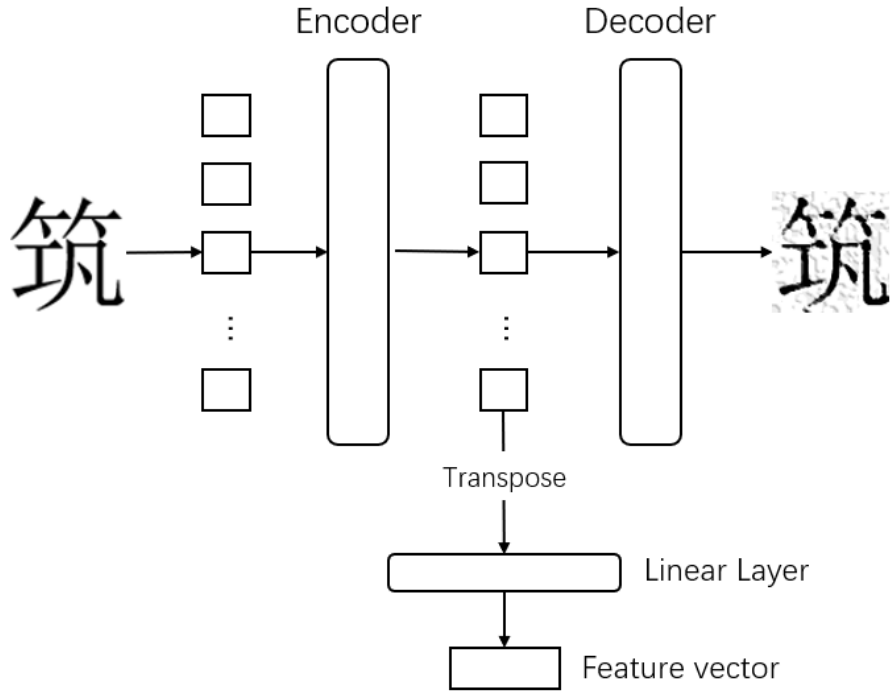 Encoder
Decoder
筑
筑
Transpose
Linear Layer
Feature vector